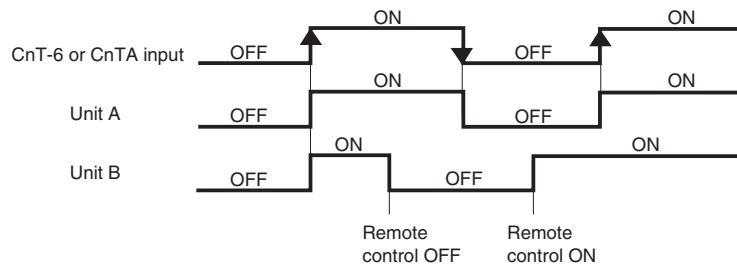 ON
ON
CnT-6 or CnTA input
OFF
OFF
ON
ON
Unit A
OFF
OFF
ON
ON
Unit B
OFF
OFF
Remote
control OFF
Remote
control ON